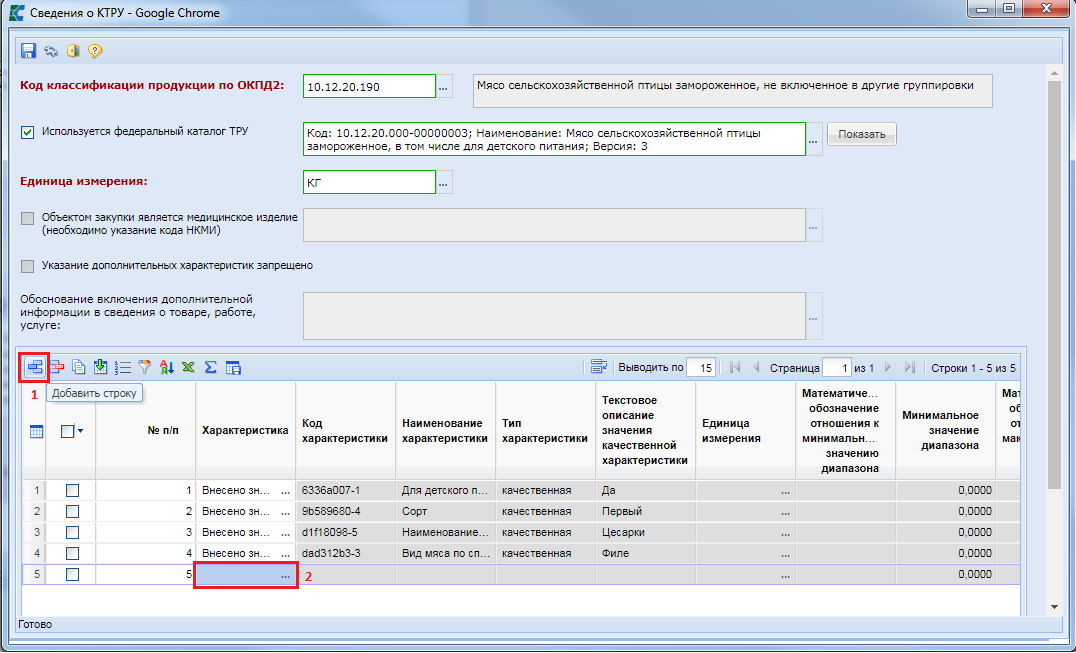 Сведения о КТРУ - Google Chrome
Код классификации продукции по ОКПД2:
10.12.20.190
...
Мясо сельскохозяйственной птицы замороженное, не включенное в другие группировки
Используется федеральный каталог ТРУ
Код: 10.12.20.000-00000003; Наименование: Мясо сельскохозяйственной птицы
замороженное, в том числе для детского питания; Версия: 3
...
Показать
Единица измерения:
КГ
...
Объектом закупки является медицинское изделие
(необходимо указание кода НКМИ)
...
Указание дополнительных характеристик запрещено
Обоснование включения дополнительной
информации в сведения о товаре, работе,
услуге:
...
Выводить по 15
Страница 1 из 1
Строки 1 - 5 из 5
1
Добавить строку
№ п/п
Характеристика
Код
характеристики
Наименование
характеристики
Тип
характеристики
Текстовое
описание
значения
качественной
характеристики
Единица
измерения
Математиче...
обозначение
отношения к
минимальн...
значению
диапазона
Минимальное
значение
диапазона
1 1 Внесено зн... ... 6336a007-1 Для детского п... качественная Да ... 0,0000
2 2 Внесено зн... ... 9b589680-4 Сорт качественная Первый ... 0,0000
3 3 Внесено зн... ... d1f18098-5 Наименование... качественная Цесарки ... 0,0000
4 4 Внесено зн... ... dad312b3-3 Вид мяса по сп... качественная Филе ... 0,0000
5 5 ... 2 ... 0,0000
Готово